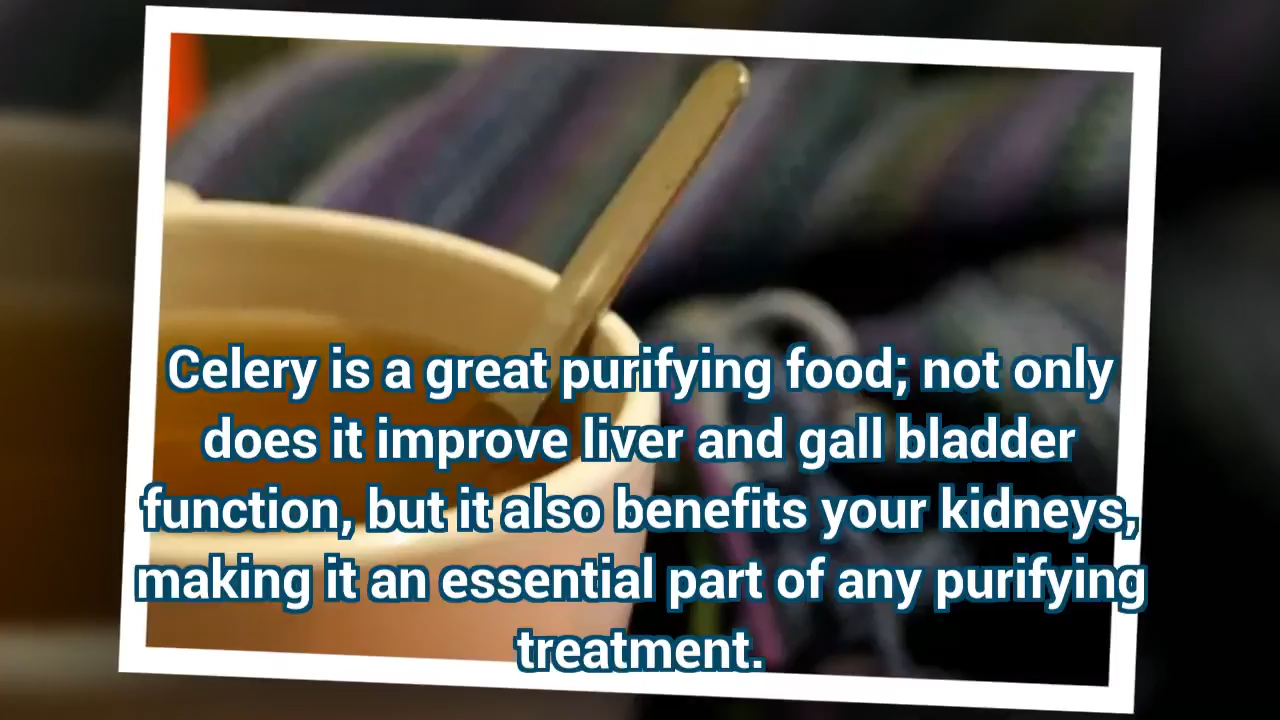 Celery is a great purifying food; not only
does it improve liver and gall bladder
function, but it also benefits your kidneys,
making it an essential part of any purifying
treatment.